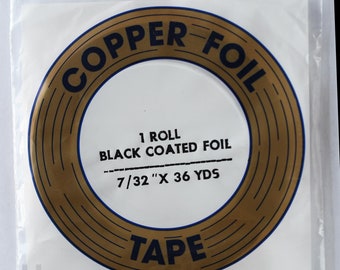 COPPER FOIL
1 ROLL
BLACK COATED FOIL
7/32 "X 36 YDS
TAPE